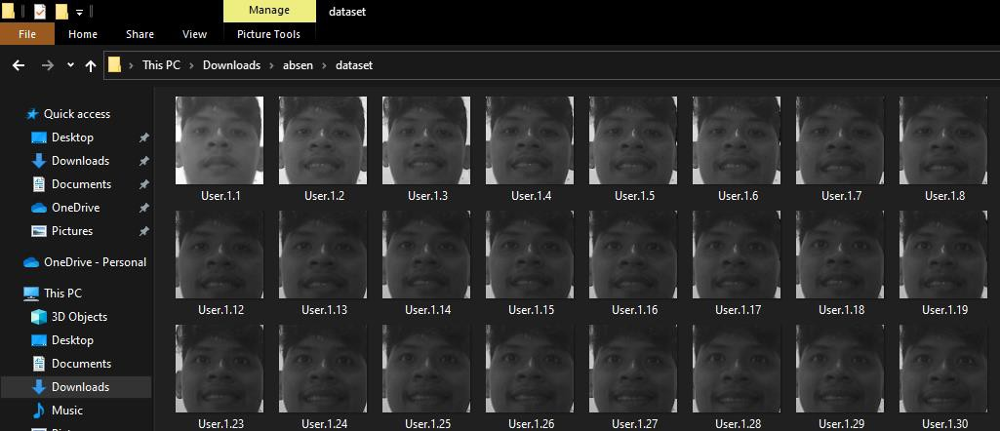 Manage
dataset
File
Home
Share
View
Picture Tools
This PC
Downloads
absen
dataset
Quick access
Desktop
Downloads
Documents
OneDrive
Pictures
OneDrive - Personal
This PC
3D Objects
Desktop
Documents
Downloads
Music
User.1.1
User.1.2
User.1.3
User.1.4
User.1.5
User.1.6
User.1.7
User.1.8
User.1.12
User.1.13
User.1.14
User.1.15
User.1.16
User.1.17
User.1.18
User.1.19
User.1.23
User.1.24
User.1.25
User.1.26
User.1.27
User.1.28
User.1.29
User.1.30